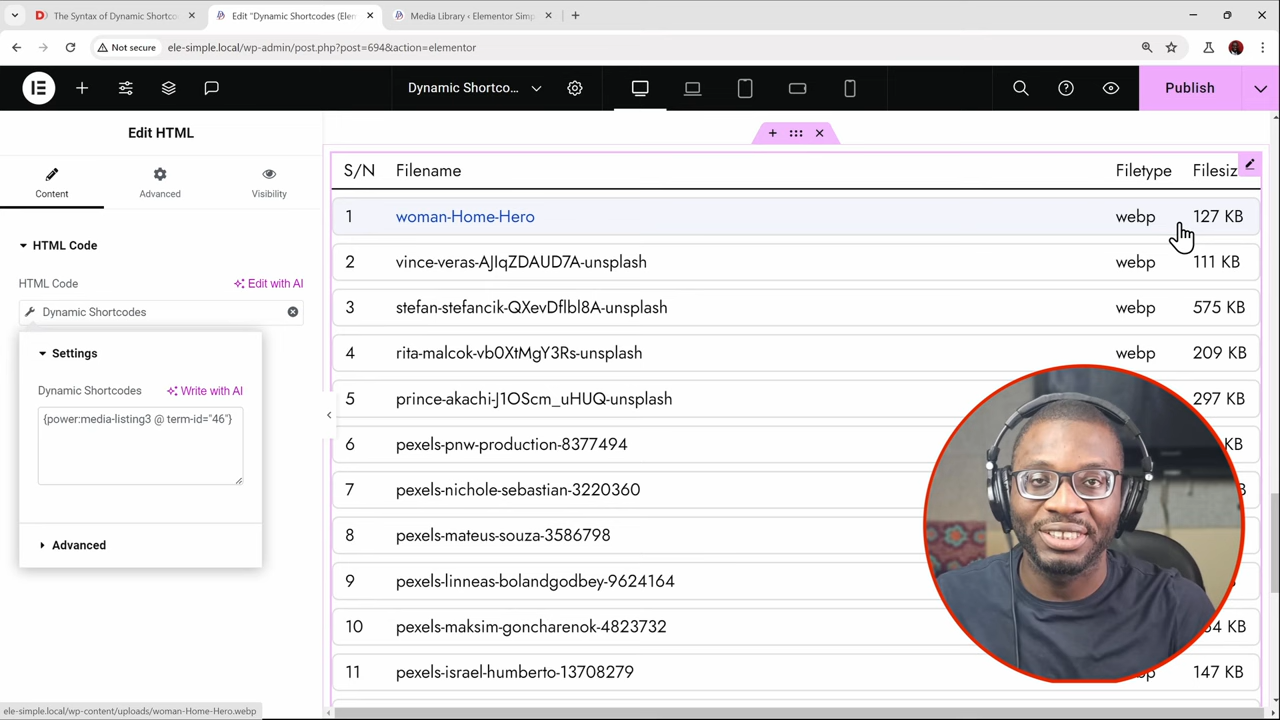 The Syntax of Dynamic Shortco
Edit "Dynamic Shortcodes (Elem
Media Library ‹ Elementor Simp
Not secure
ele-simple.local/wp-admin/post.php?post=694&action=elementor
Dynamic Shortco...
Publish
Edit HTML
Content
Advanced
Visibility
HTML Code
HTML Code
Edit with AI
Dynamic Shortcodes
Settings
Dynamic Shortcodes
Write with AI
{power:media-listing3 @ term-id="46"}
Advanced
S/N Filename Filetype Filesiz
1 woman-Home-Hero webp 127 KB
2 vince-veras-AJIqZDAUD7A-unsplash webp 111 KB
3 stefan-stefancik-QXevDflbl8A-unsplash webp 575 KB
4 rita-malcok-vb0XtMgY3Rs-unsplash webp 209 KB
5 prince-akachi-J1OScm_uHUQ-unsplash 297 KB
6 pexels-pnw-production-8377494 KB
7 pexels-nichole-sebastian-3220360
8 pexels-mateus-souza-3586798
9 pexels-linneas-bolandgodbey-9624164
10 pexels-maksim-goncharenok-4823732 KB
11 pexels-israel-humberto-13708279 webp 147 KB
ele-simple.local/wp-content/uploads/woman-Home-Hero.webp